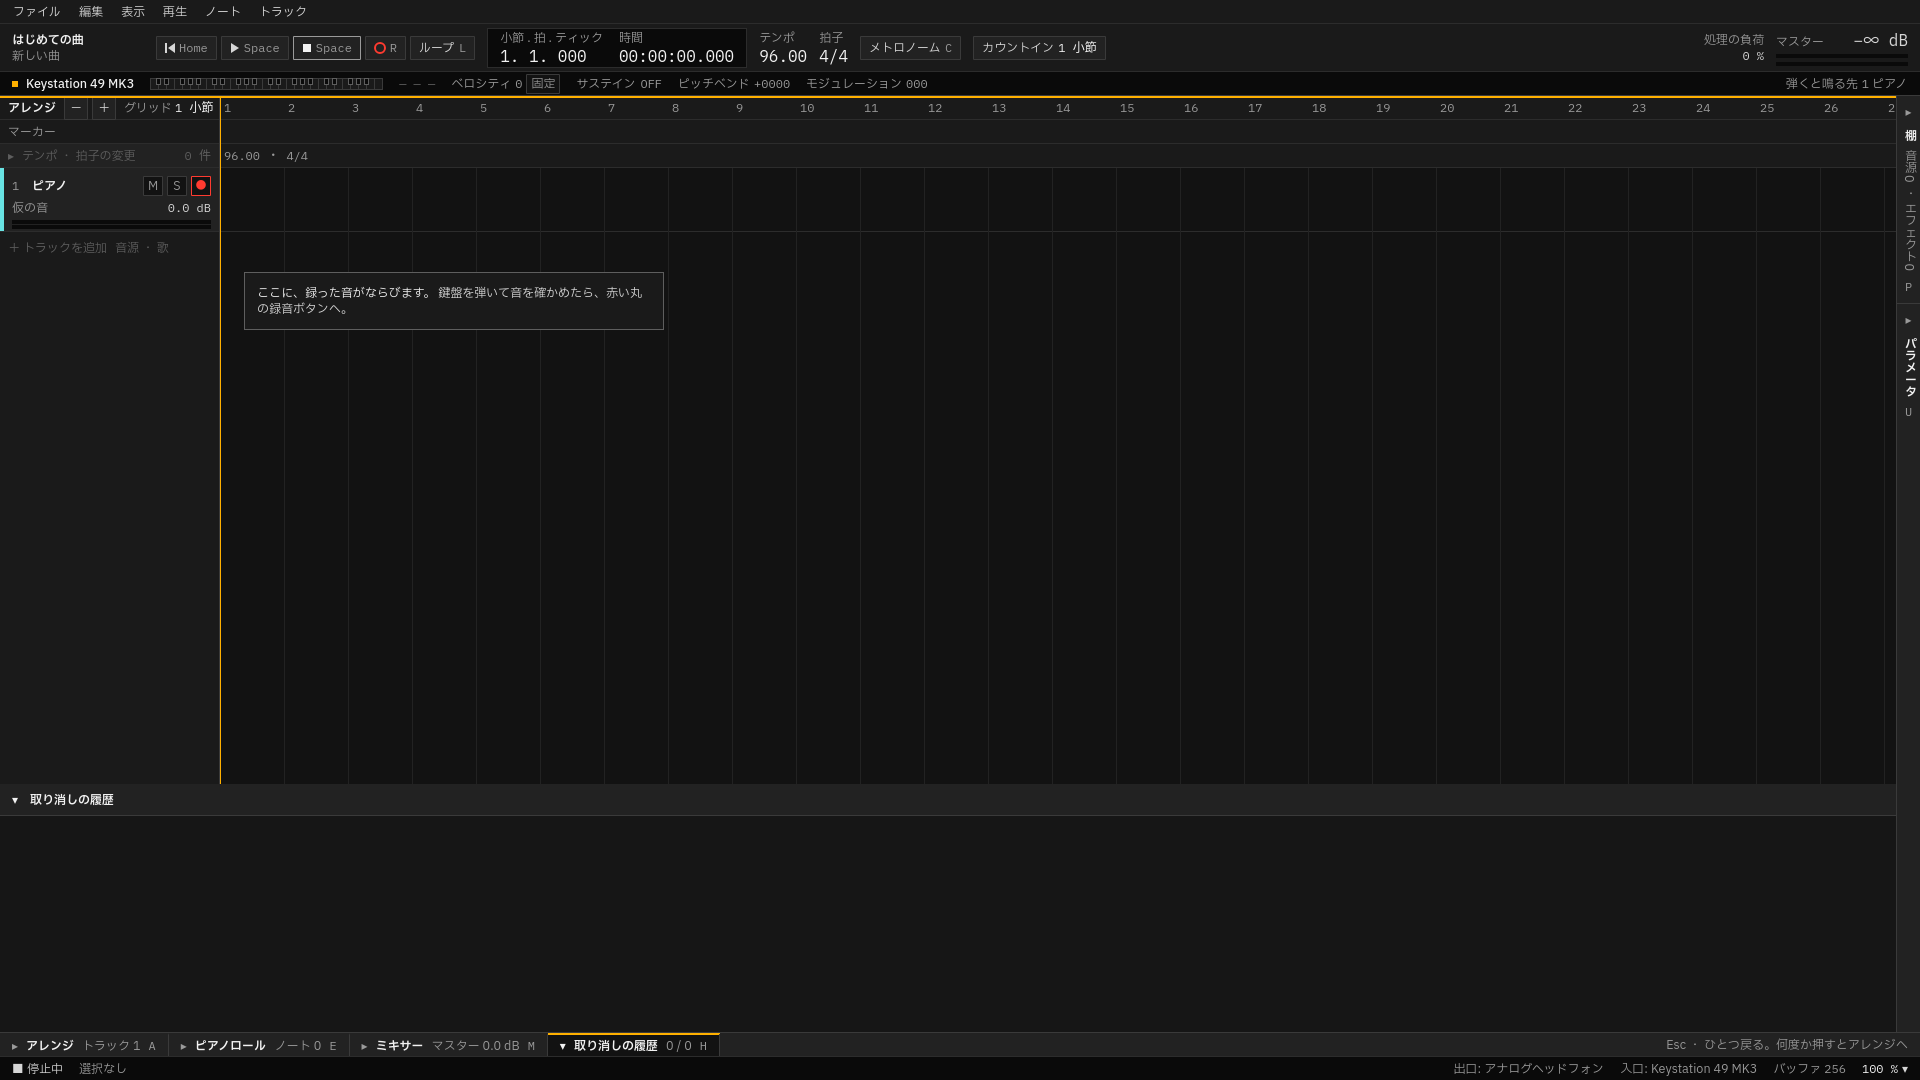 ファイル 編集 表示 再生 ノート トラック
はじめての曲
新しい曲
Home Space Space R ループ L
小節 . 拍 . ティック 時間
1. 1. 000 00:00:00.000
テンポ 拍子
96.00 4/4
メトロノーム C カウントイン 1 小節
処理の負荷
0 %
マスター −∞ dB
Keystation 49 MK3 — — — ベロシティ 0 固定 サステイン OFF ピッチベンド +0000 モジュレーション 000 弾くと鳴る先 1 ピアノ
アレンジ − + グリッド 1 小節
1 2 3 4 5 6 7 8 9 10 11 12 13 14 15 16 17 18 19 20 21 22 23 24 25 26 2
マーカー
▸ テンポ ・ 拍子の変更 0 件
96.00 ・ 4/4
1 ピアノ M S
仮の音 0.0 dB
+ トラックを追加 音源 ・ 歌
ここに、録った音がならびます。 鍵盤を弾いて音を確かめたら、赤い丸
の録音ボタンへ。
▸ 棚 音源 0 ・ エフェクト 0 P
▸ パラメータ U
▾ 取り消しの履歴
▸ アレンジ トラック 1 A
▸ ピアノロール ノート 0 E
▸ ミキサー マスター 0.0 dB M
▾ 取り消しの履歴 0 / 0 H
Esc ・ ひとつ戻る。何度か押すとアレンジへ
■ 停止中 選択なし
出口: アナログヘッドフォン 入口: Keystation 49 MK3 バッファ 256 100 % ▾